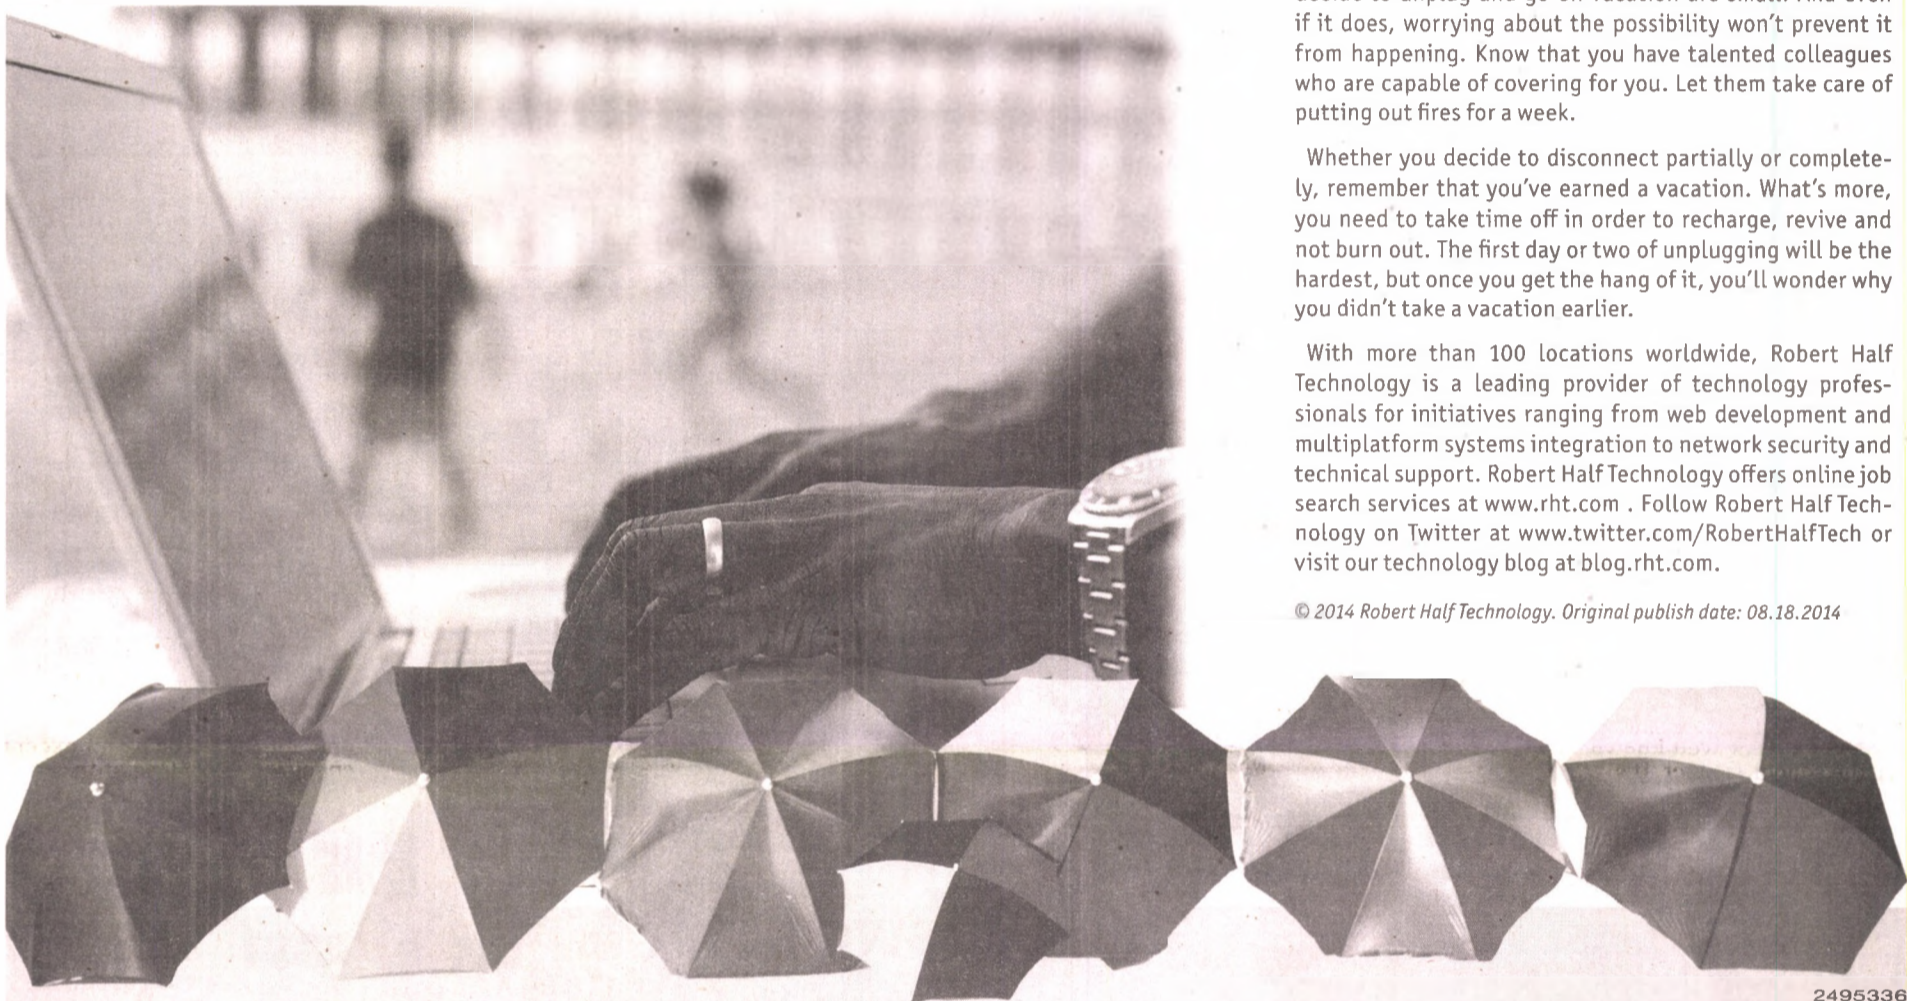 if it does, worrying about the possibility won't prevent it
from happening. Know that you have talented colleagues
who are capable of covering for you. Let them take care of
putting out fires for a week.
Whether you decide to disconnect partially or complete-
ly, remember that you've earned a vacation. What's more,
you need to take time off in order to recharge, revive and
not burn out. The first day or two of unplugging will be the
hardest, but once you get the hang of it, you'll wonder why
you didn't take a vacation earlier.
With more than 100 locations worldwide, Robert Half
Technology is a leading provider of technology profes-
sionals for initiatives ranging from web development and
multiplatform systems integration to network security and
technical support. Robert Half Technology offers online job
search services at www.rht.com . Follow Robert Half Tech-
nology on Twitter at www.twitter.com/RobertHalfTech or
visit our technology blog at blog.rht.com.
© 2014 Robert Half Technology. Original publish date: 08.18.2014
2495336